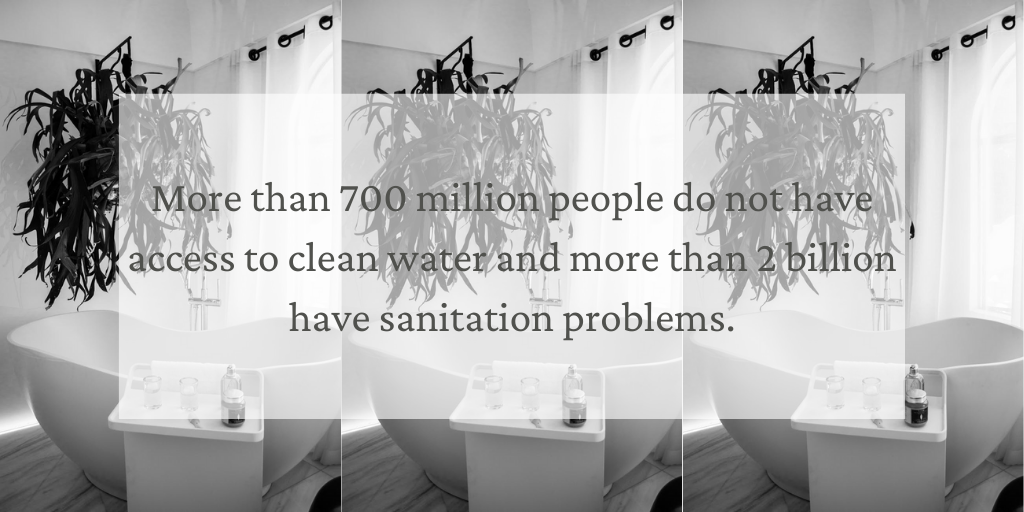 More than 700 million people do not have
access to clean water and more than 2 billion
have sanitation problems.